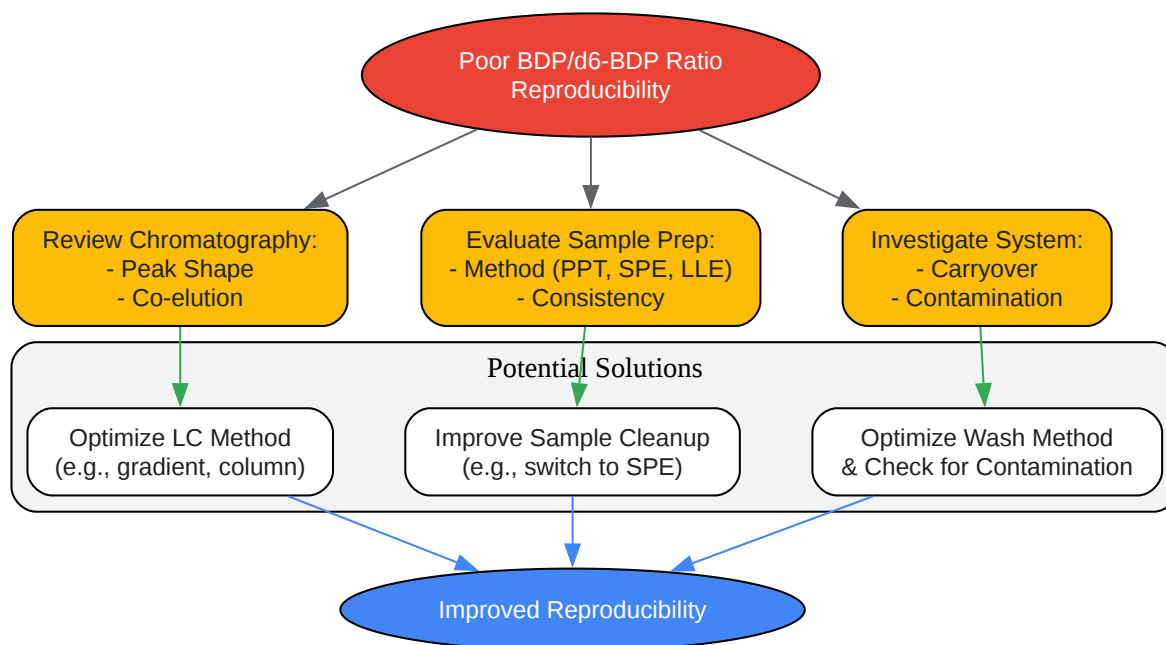 Poor BDP/d6-BDP Ratio
Reproducibility
Review Chromatography:
- Peak Shape
- Co-elution
Evaluate Sample Prep:
- Method (PPT, SPE, LLE)
- Consistency
Investigate System:
- Carryover
- Contamination
Potential Solutions
Optimize LC Method
(e.g., gradient, column)
Improve Sample Cleanup
(e.g., switch to SPE)
Optimize Wash Method
& Check for Contamination
Improved Reproducibility